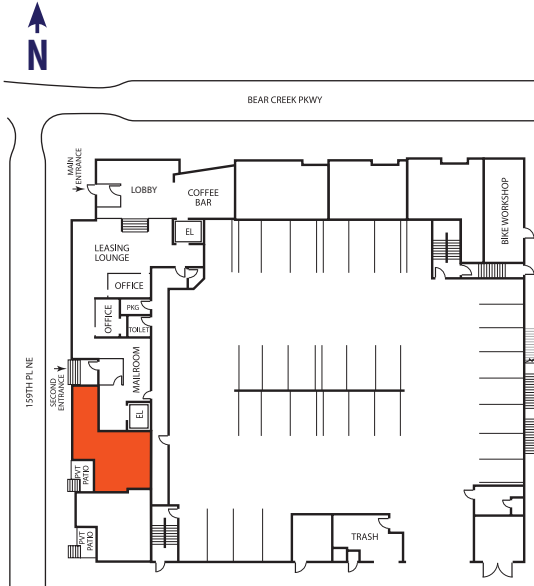 N
BEAR CREEK PKWY
MAIN
ENTRANCE
LOBBY
COFFEE
BAR
EL
BIKE WORKSHOP
LEASING
LOUNGE
OFFICE
OFFICE
PKG
TOILET
MAILROOM
159TH PL NE
SECOND
ENTRANCE
EL
PVT
PATIO
PVT
PATIO
TRASH